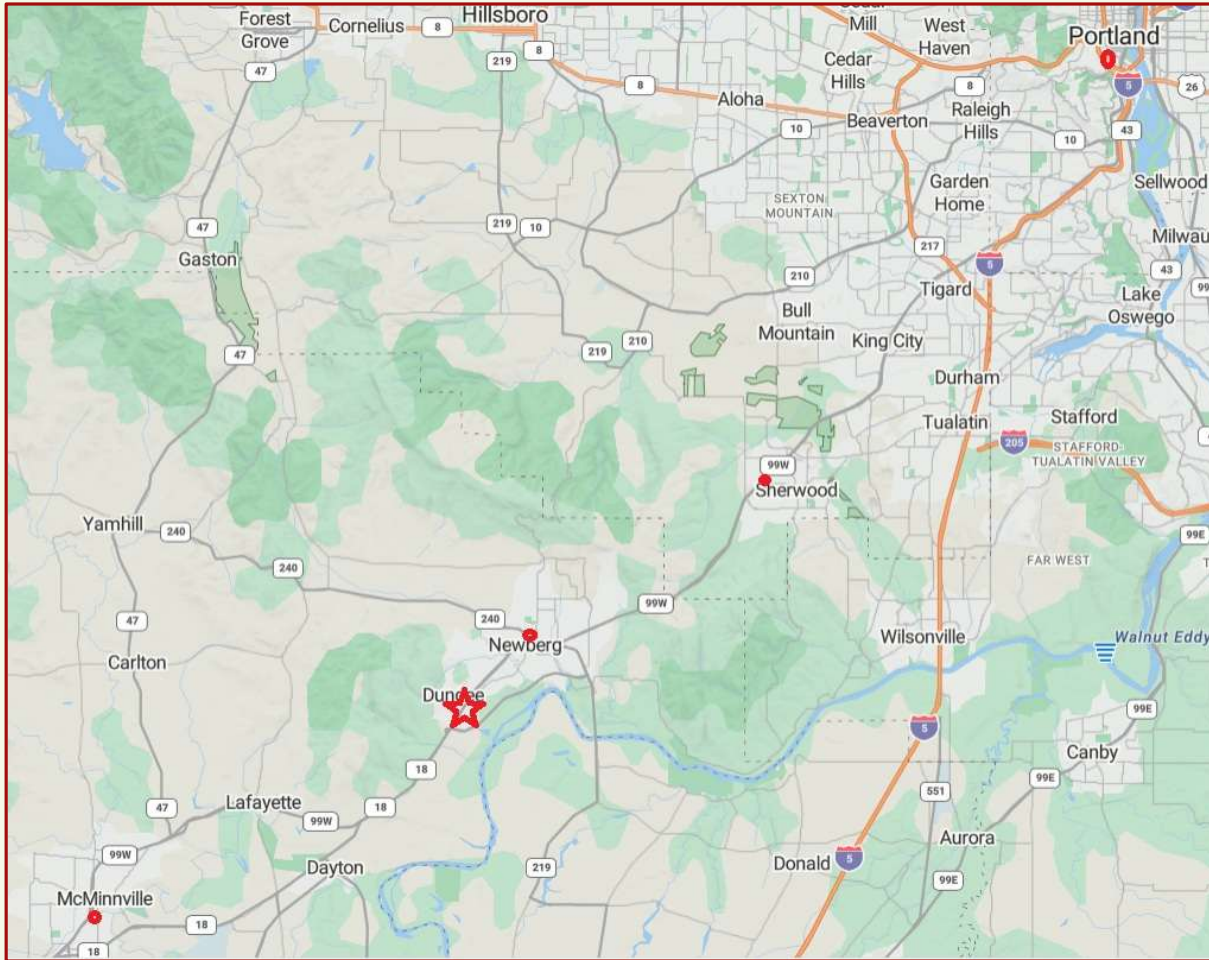 Forest
Grove
Cornelius
8
Hillsboro
8
Mill
West
Haven
Portland
47
219
Cedar
Hills
8
Aloha
8
5
26
Beaverton
Raleigh
Hills
10
10
43
Garden
Home
Sellwood
SEXTON
MOUNTAIN
47
219
10
217
Milwau
Gaston
5
210
43
Tigard
Lake
Oswego
99
Bull
Mountain
King City
47
219
210
Durham
Tualatin
Stafford
205
STAFFORD-
TUALATIN VALLEY
99W
Sherwood
Yamhill
240
99E
240
FAR WEST
T
99W
47
240
Newberg
Wilsonville
Walnut Eddy
Carlton
Dundee
99E
5
Canby
18
99E
47
Lafayette
18
551
99W
Aurora
99W
Dayton
219
Donald
5
99E
McMinnville
18
18